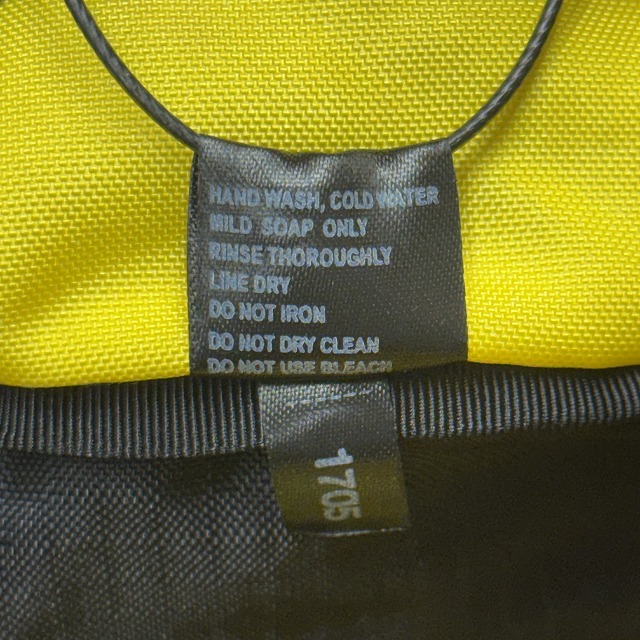 HAND WASH, COLD WATER
MILD SOAP ONLY
RINSE THOROUGHLY
LINE DRY
DO NOT IRON
DO NOT DRY CLEAN
DO NOT USE BLEACH
1705